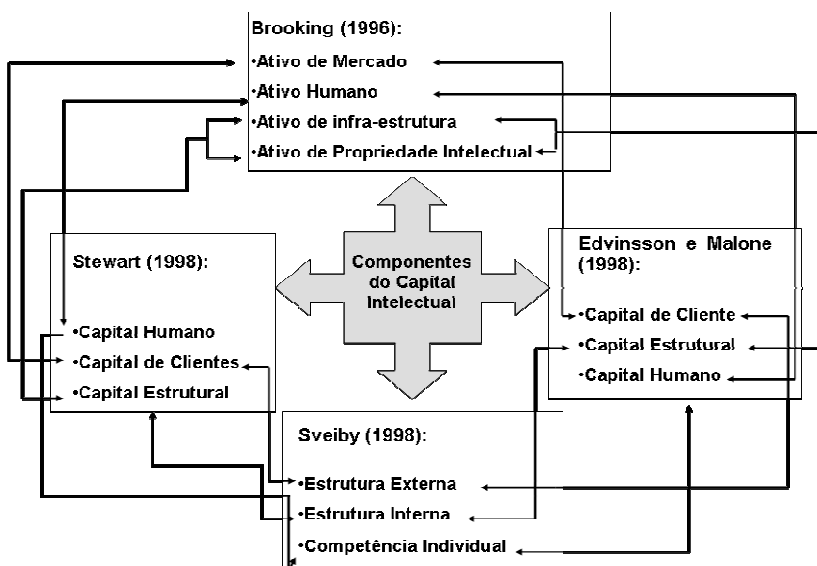 Brooking (1996):
•Ativo de Mercado
•Ativo Humano
•Ativo de infra-estrutura
•Ativo de Propriedade Intelectual
Stewart (1998):
•Capital Humano
•Capital de Clientes
•Capital Estrutural
Componentes
do Capital
Intelectual
Edvinsson e Malone
(1998):
•Capital de Cliente
•Capital Estrutural
•Capital Humano
Sveiby (1998):
•Estrutura Externa
•Estrutura Interna
•Competência Individual